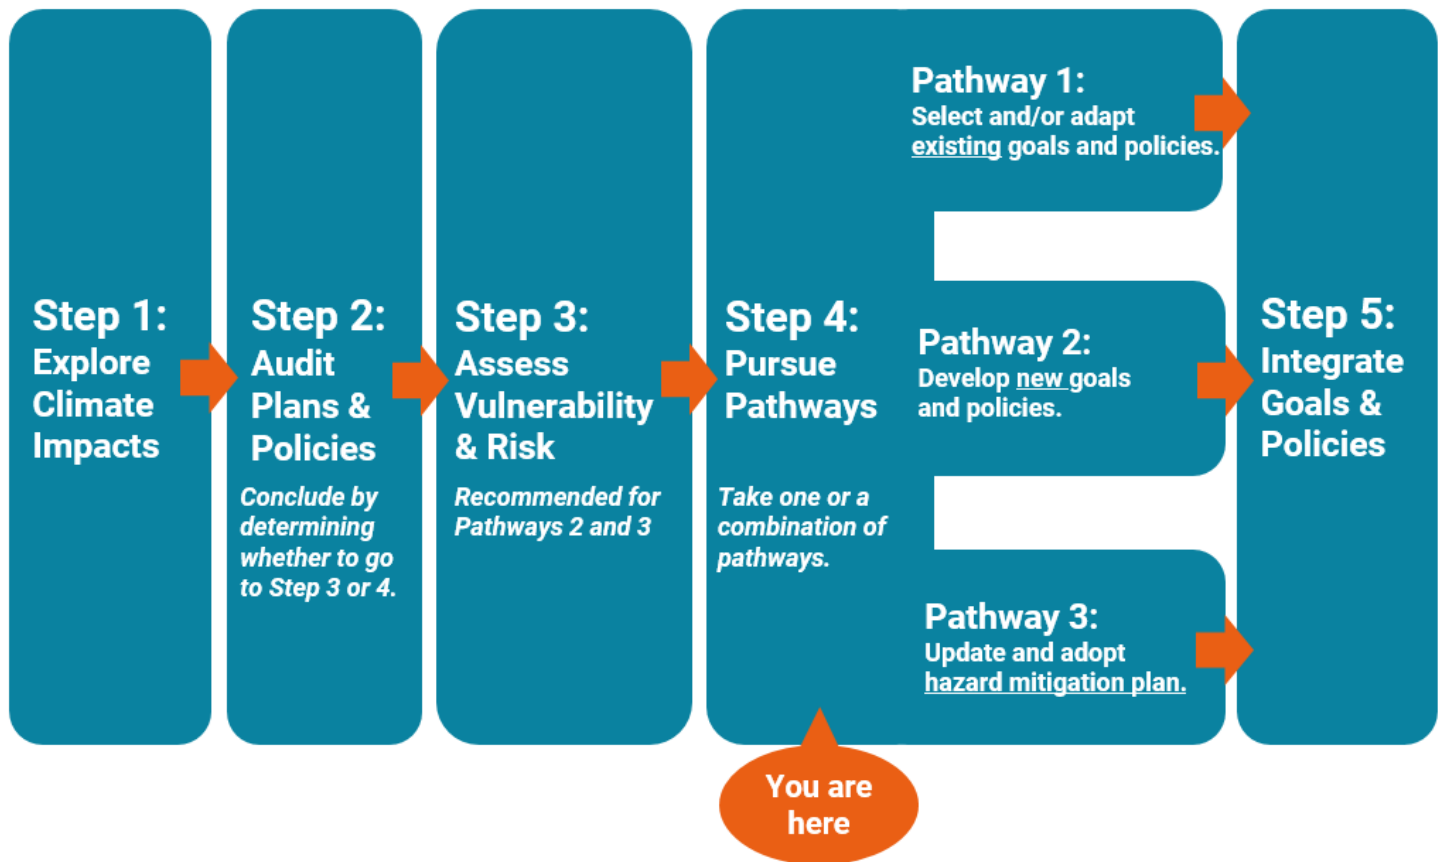 Step 1:
Explore
Climate
Impacts
Step 2:
Audit
Plans &
Policies
Conclude by
determining
whether to go
to Step 3 or 4.
Step 3:
Assess
Vulnerability
& Risk
Recommended for
Pathways 2 and 3
Step 4:
Pursue
Pathways
Take one or a
combination of
pathways.
Pathway 1:
Select and/or adapt
existing goals and policies.
Pathway 2:
Develop new goals
and policies.
Pathway 3:
Update and adopt
hazard mitigation plan.
Step 5:
Integrate
Goals &
Policies
You are
here